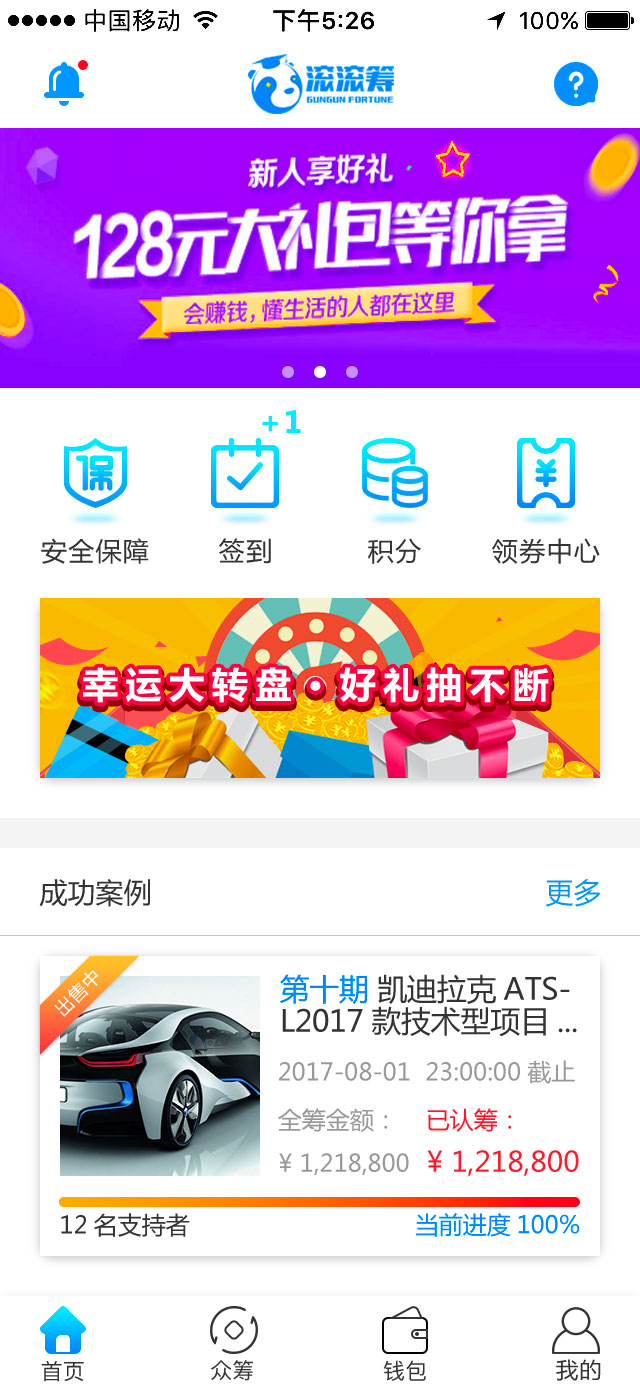 中国移动 下午5:26 100%
滚滚筹
GUNGUN FORTUNE
?
新人享好礼
128元大礼包等你拿
会赚钱，懂生活的人都在这里
+1
保
¥
安全保障 签到 积分 领券中心
幸运大转盘·好礼抽不断
成功案例 更多
出售中
第十期 凯迪拉克 ATS-
L2017 款技术型项目 ...
2017-08-01 23:00:00 截止
全筹金额： 已认筹：
¥ 1,218,800 ¥ 1,218,800
12 名支持者 当前进度 100%
首页 众筹 钱包 我的